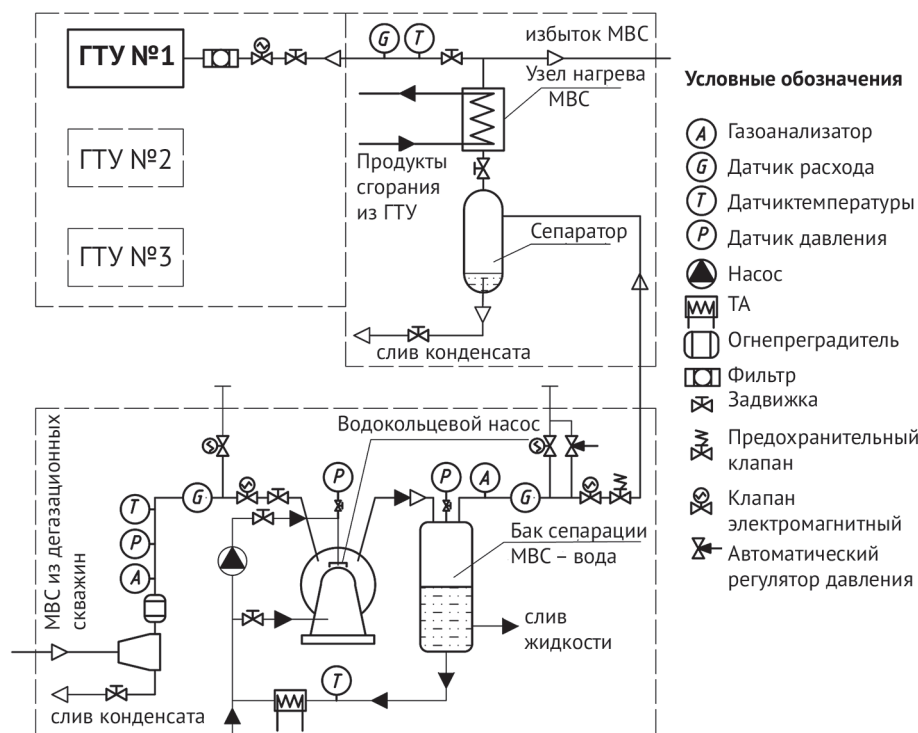 ГТУ №1
G
T
избыток МВС
Узел нагрева
МВС
ГТУ №2
Продукты
сгорания
из ГТУ
ГТУ №3
Сепаратор
слив конденсата
Условные обозначения
A
Газоанализатор
G
Датчик расхода
T
Датчиктемпературы
P
Датчик давления
Насос
ТА
Огнепреградитель
Фильтр
Задвижка
Предохранительный
клапан
Клапан
электромагнитный
Автоматический
регулятор давления
МВС из дегазационных
скважин
Водокольцевой насос
T
P
A
G
P
P
A
G
Бак сепарации
МВС – вода
слив
жидкости
T
слив конденсата